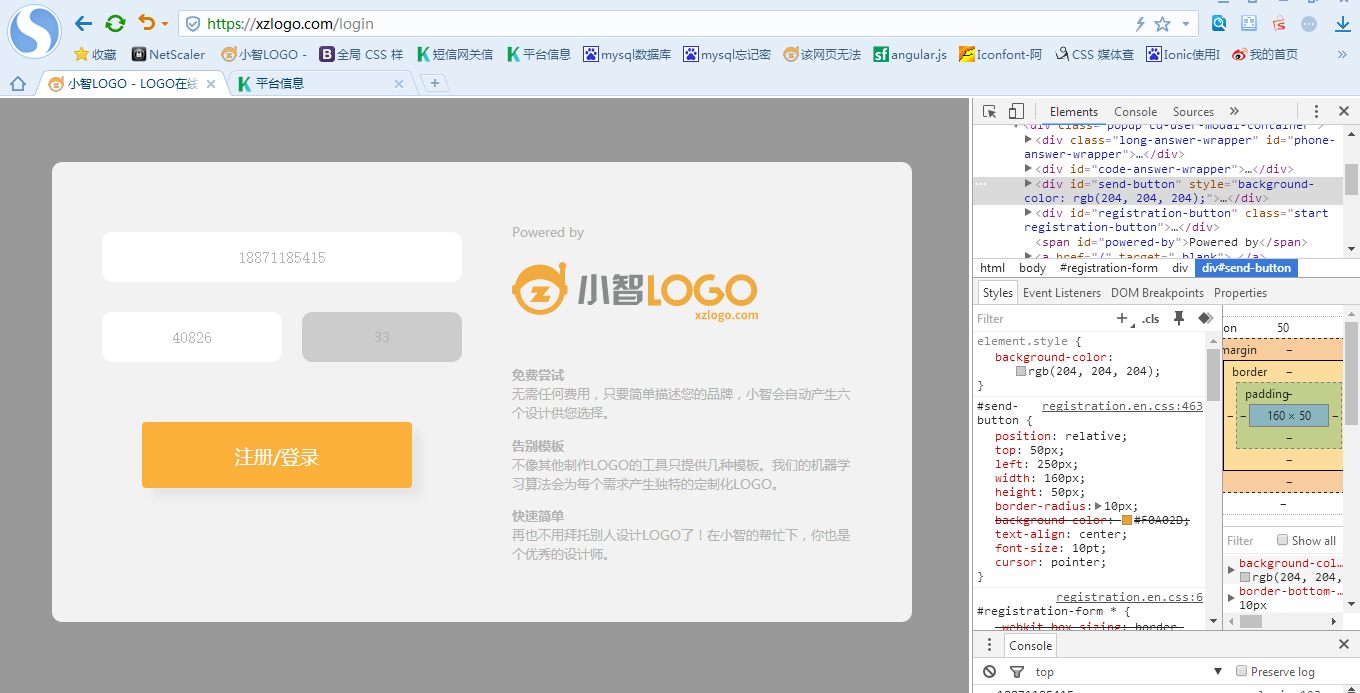 https://xzlogo.com/login
收藏 NetScaler 小智LOGO - 全局 CSS 样 短信网关信 平台信息 mysql数据库 mysql忘记密 该网页无法 angular.js Iconfont-阿 CSS 媒体查 Ionic使用I 我的首页 »
小智LOGO - LOGO在线 平台信息
18871185415
40826 33
注册/登录
Powered by
小智LOGO
xzlogo.com
免费尝试
无需任何费用，只要简单描述您的品牌，小智会自动产生六
个设计供您选择。
告别模板
不像其他制作LOGO的工具只提供几种模板。我们的机器学
习算法会为每个需求产生独特的定制化LOGO。
快速简单
再也不用拜托别人设计LOGO了！在小智的帮忙下，你也是
个优秀的设计师。
Elements Console Sources »
<div class="popup cd-user-modal-container">
<div class="long-answer-wrapper" id="phone-
answer-wrapper">…</div>
<div id="code-answer-wrapper">…</div>
<div id="send-button" style="background-
color: rgb(204, 204, 204);">…</div>
<div id="registration-button" class="start
registration-button">…</div>
<span id="powered-by">Powered by</span>
<a href="/" target="_blank">…</a>
html body #registration-form div div#send-button
Styles Event Listeners DOM Breakpoints Properties
Filter .cls
element.style {
background-color:
rgb(204, 204, 204);
}
#send- registration.en.css:463
button {
position: relative;
top: 50px;
left: 250px;
width: 160px;
height: 50px;
border-radius: 10px;
background-color: #F0A02D;
text-align: center;
font-size: 10pt;
cursor: pointer;
}
registration.en.css:6
#registration-form * {
-webkit-box-sizing: border-
on 50
margin –
border –
padding –
– – 160 × 50 –
–
–
–
–
Filter Show all
background-col…
rgb(204, 204,
border-bottom-…
10px
Console
top Preserve log
18871185415